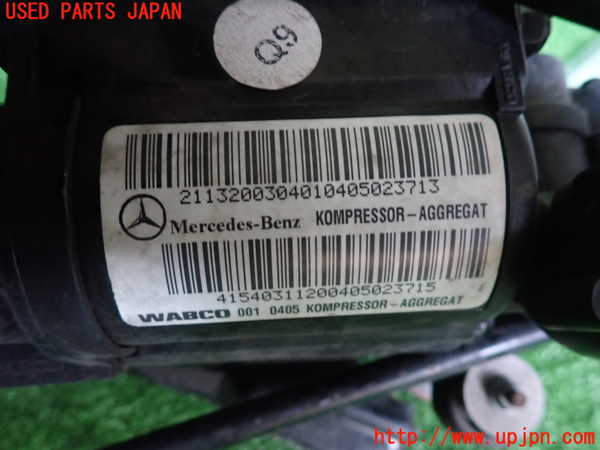 USED PARTS JAPAN
Q9
2113200304010405023713
Mercedes-Benz KOMPRESSOR-AGGREGAT
4154031120040502371​5
WABCO 001 0405 KOMPRESSOR-AGGREGAT
http://www.upjpn.com/